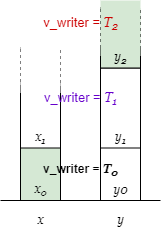 v_writer = T₂
y₂
v_writer = T₁
x₁ y₁
v_writer = T₀
x₀ y0
x y